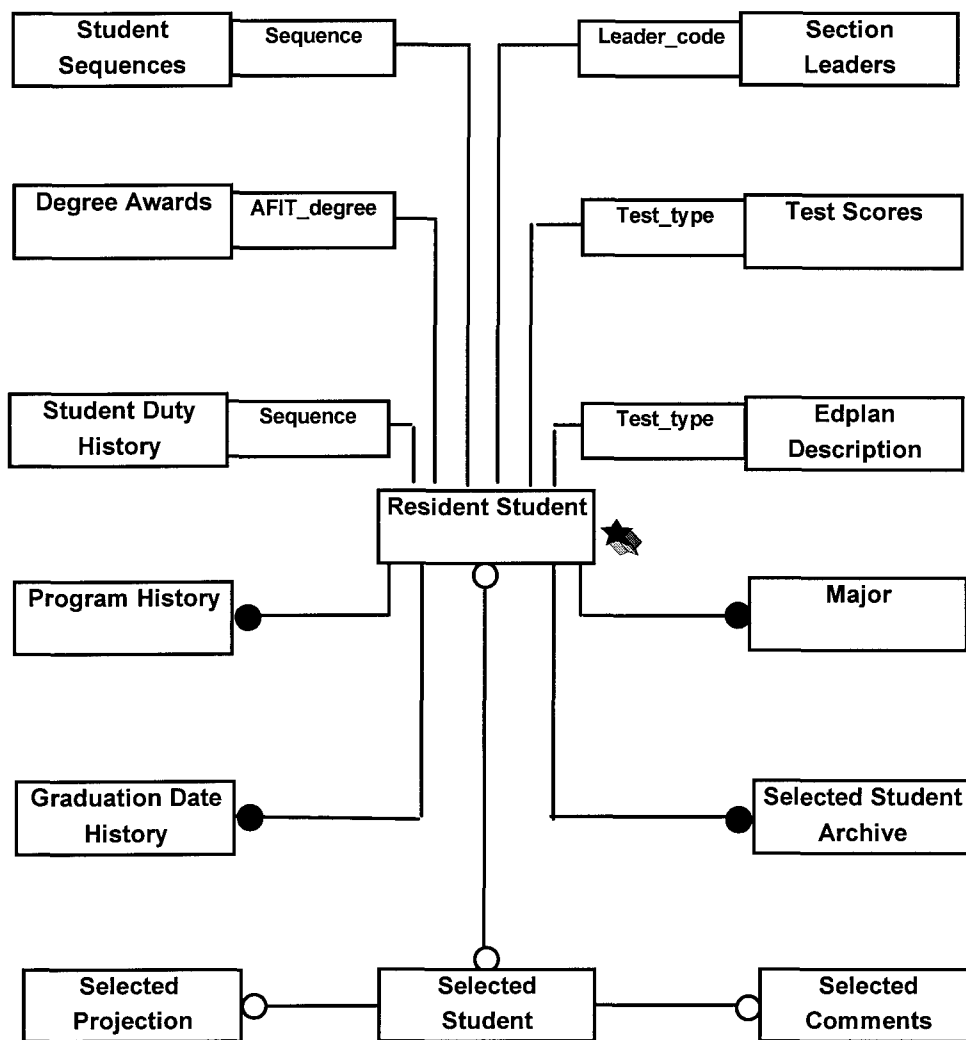 Student
Sequences
Sequence
Leader_code
Section
Leaders
Degree Awards
AFIT_degree
Test_type
Test Scores
Student Duty
History
Sequence
Test_type
Edplan
Description
Resident Student
Program History
Major
Graduation Date
History
Selected Student
Archive
Selected
Projection
Selected
Student
Selected
Comments